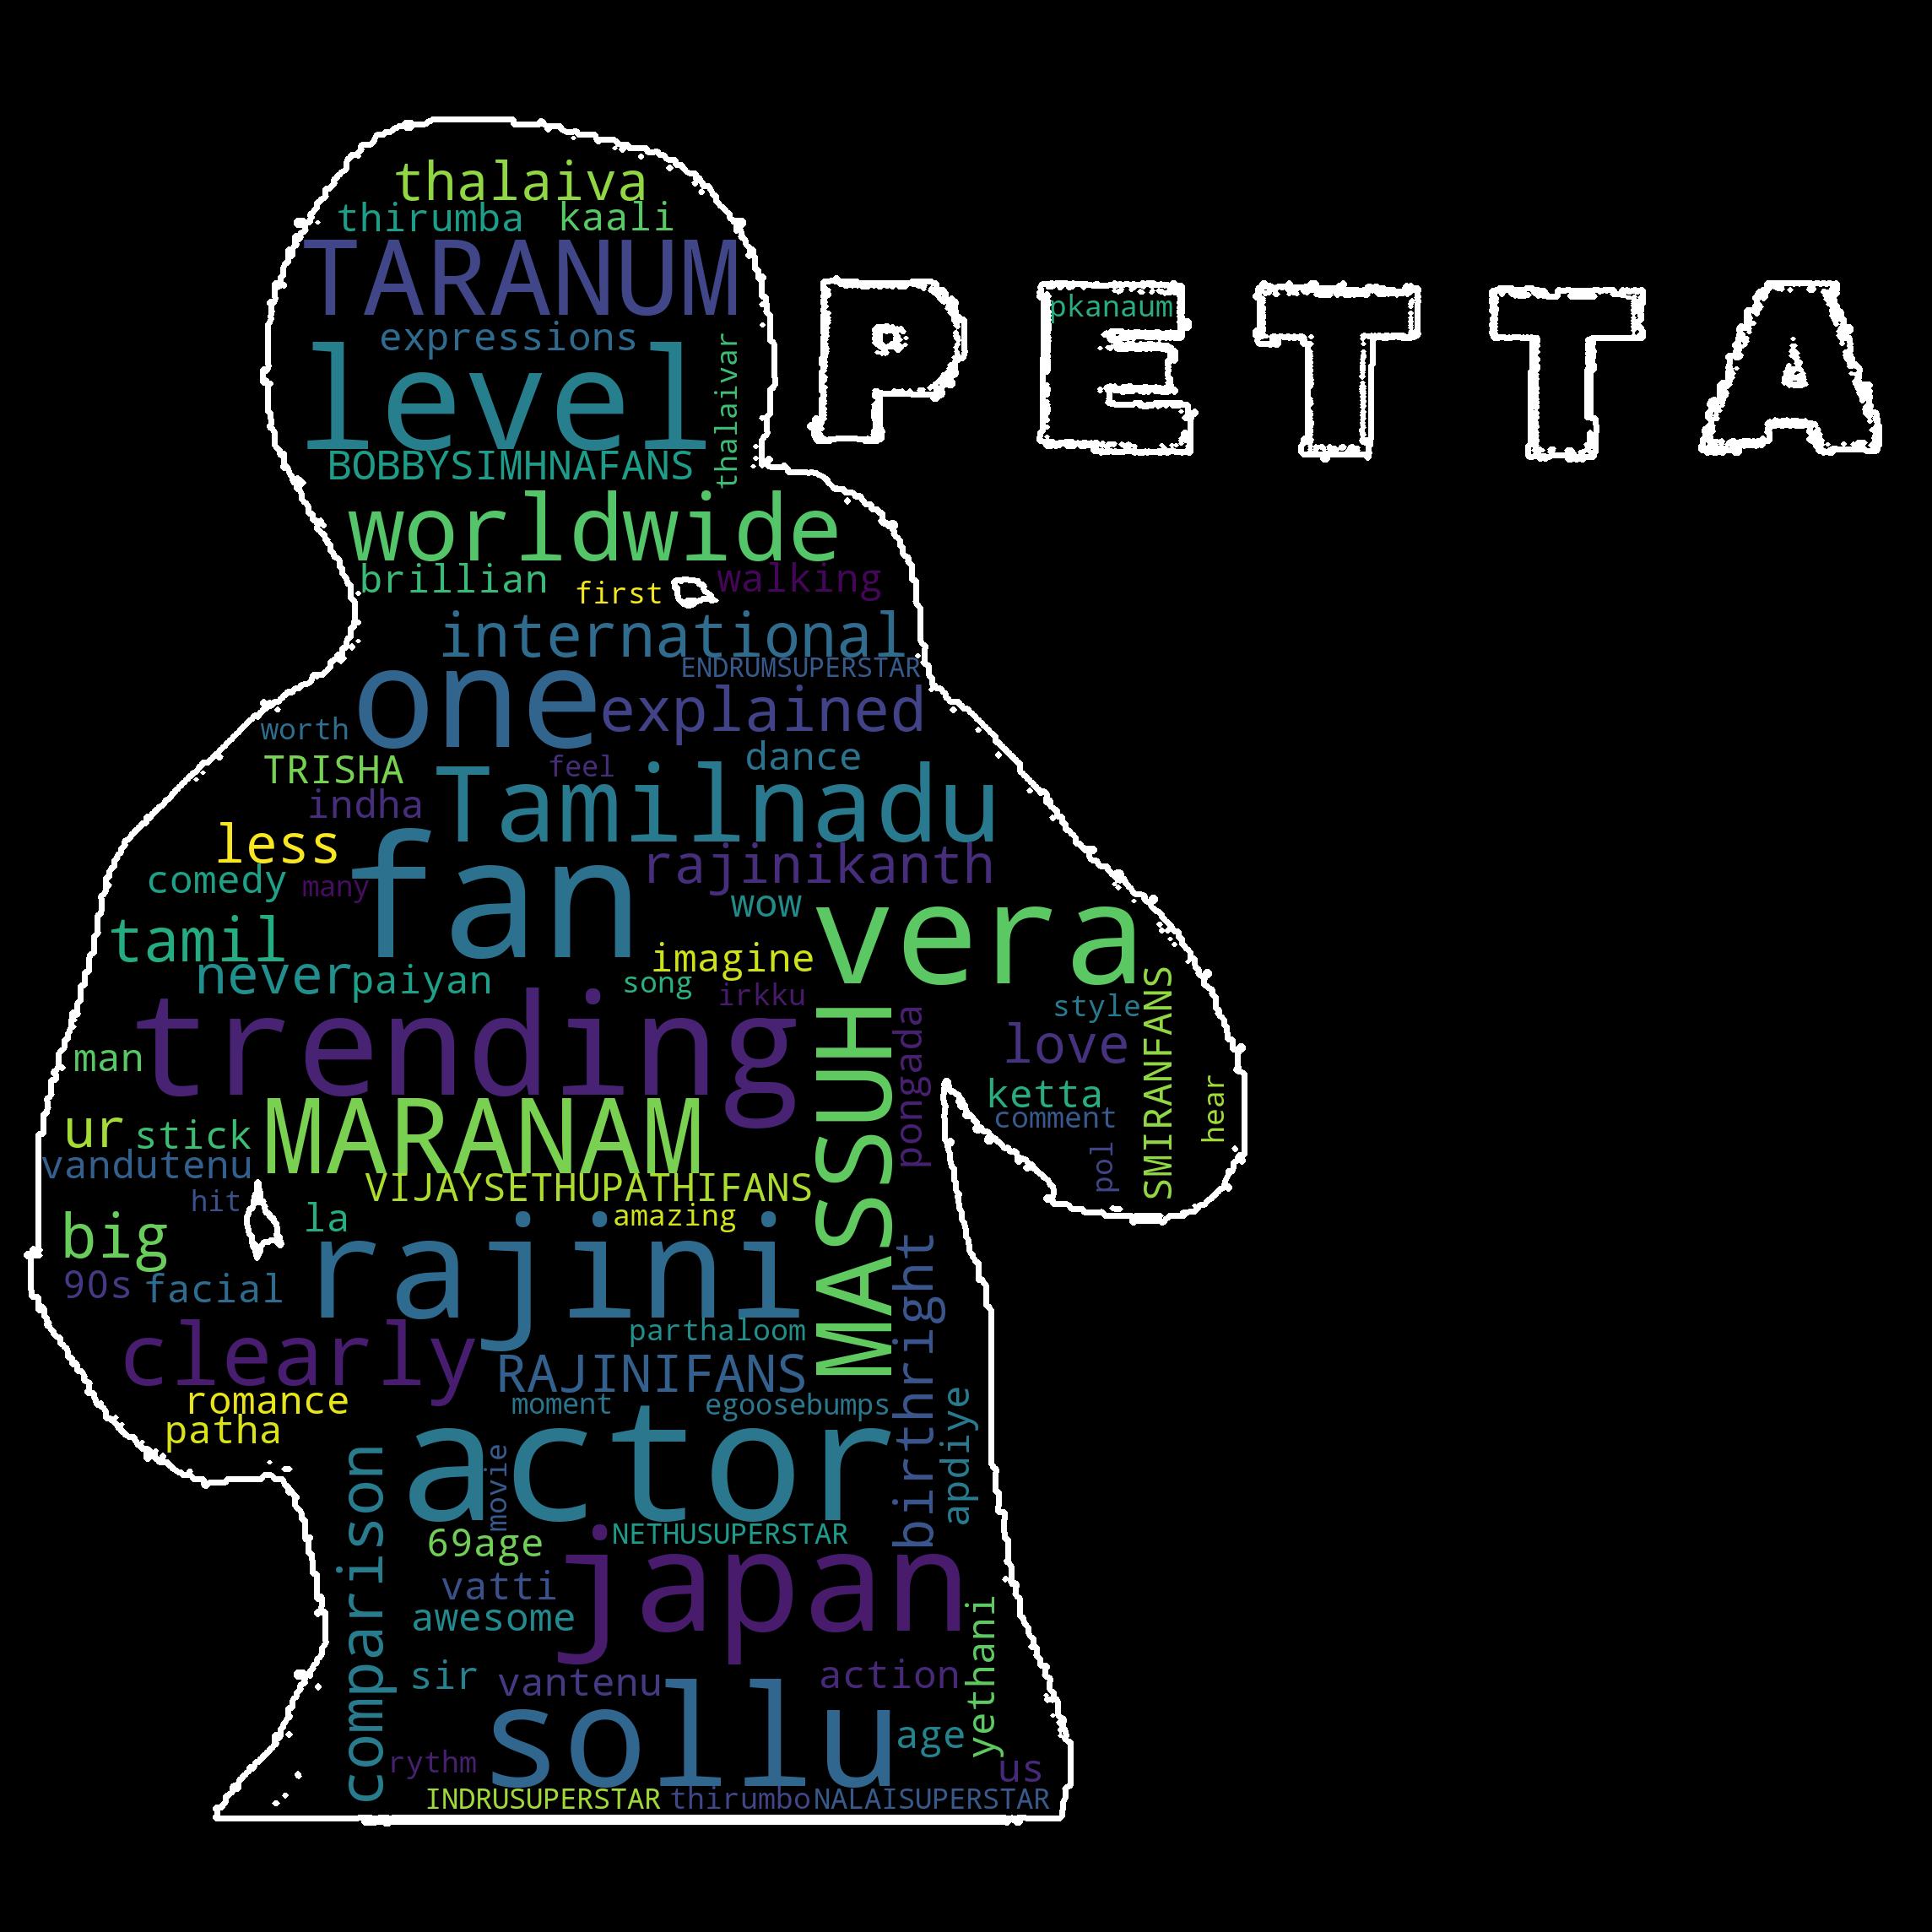 thalaiva
thirumba kaali
TARANUM
PETTA
pkanaum
expressions
level
thalaivar
BOBBYSIMHNAFANS
worldwide
brillian first walking
international
ENDRUMSUPERSTAR
one explained
worth
TRISHA feel dance
indha Tamilnadu
less
fan rajinikanth
comedy many
wow vera
tamil
imagine
never paiyan song irkku
trending
MASSUH
pongada
style
SMIRANFANS
love
man
ketta
hear
comment
pol
ur stick MARANAM
vandutenu
VIJAYSETHUPATHIFANS
hit
la amazing
big rajini
birthright
90s facial
parthaloom
clearly RAJINIFANS
romance moment egoosebumps
patha
actor
apdiye
comparison
movie
69age NETHUSUPERSTAR
japan
vatti
awesome
yethani
sir vantenu action
sollu age
rythm us
INDRUSUPERSTAR thirumbo NALAISUPERSTAR